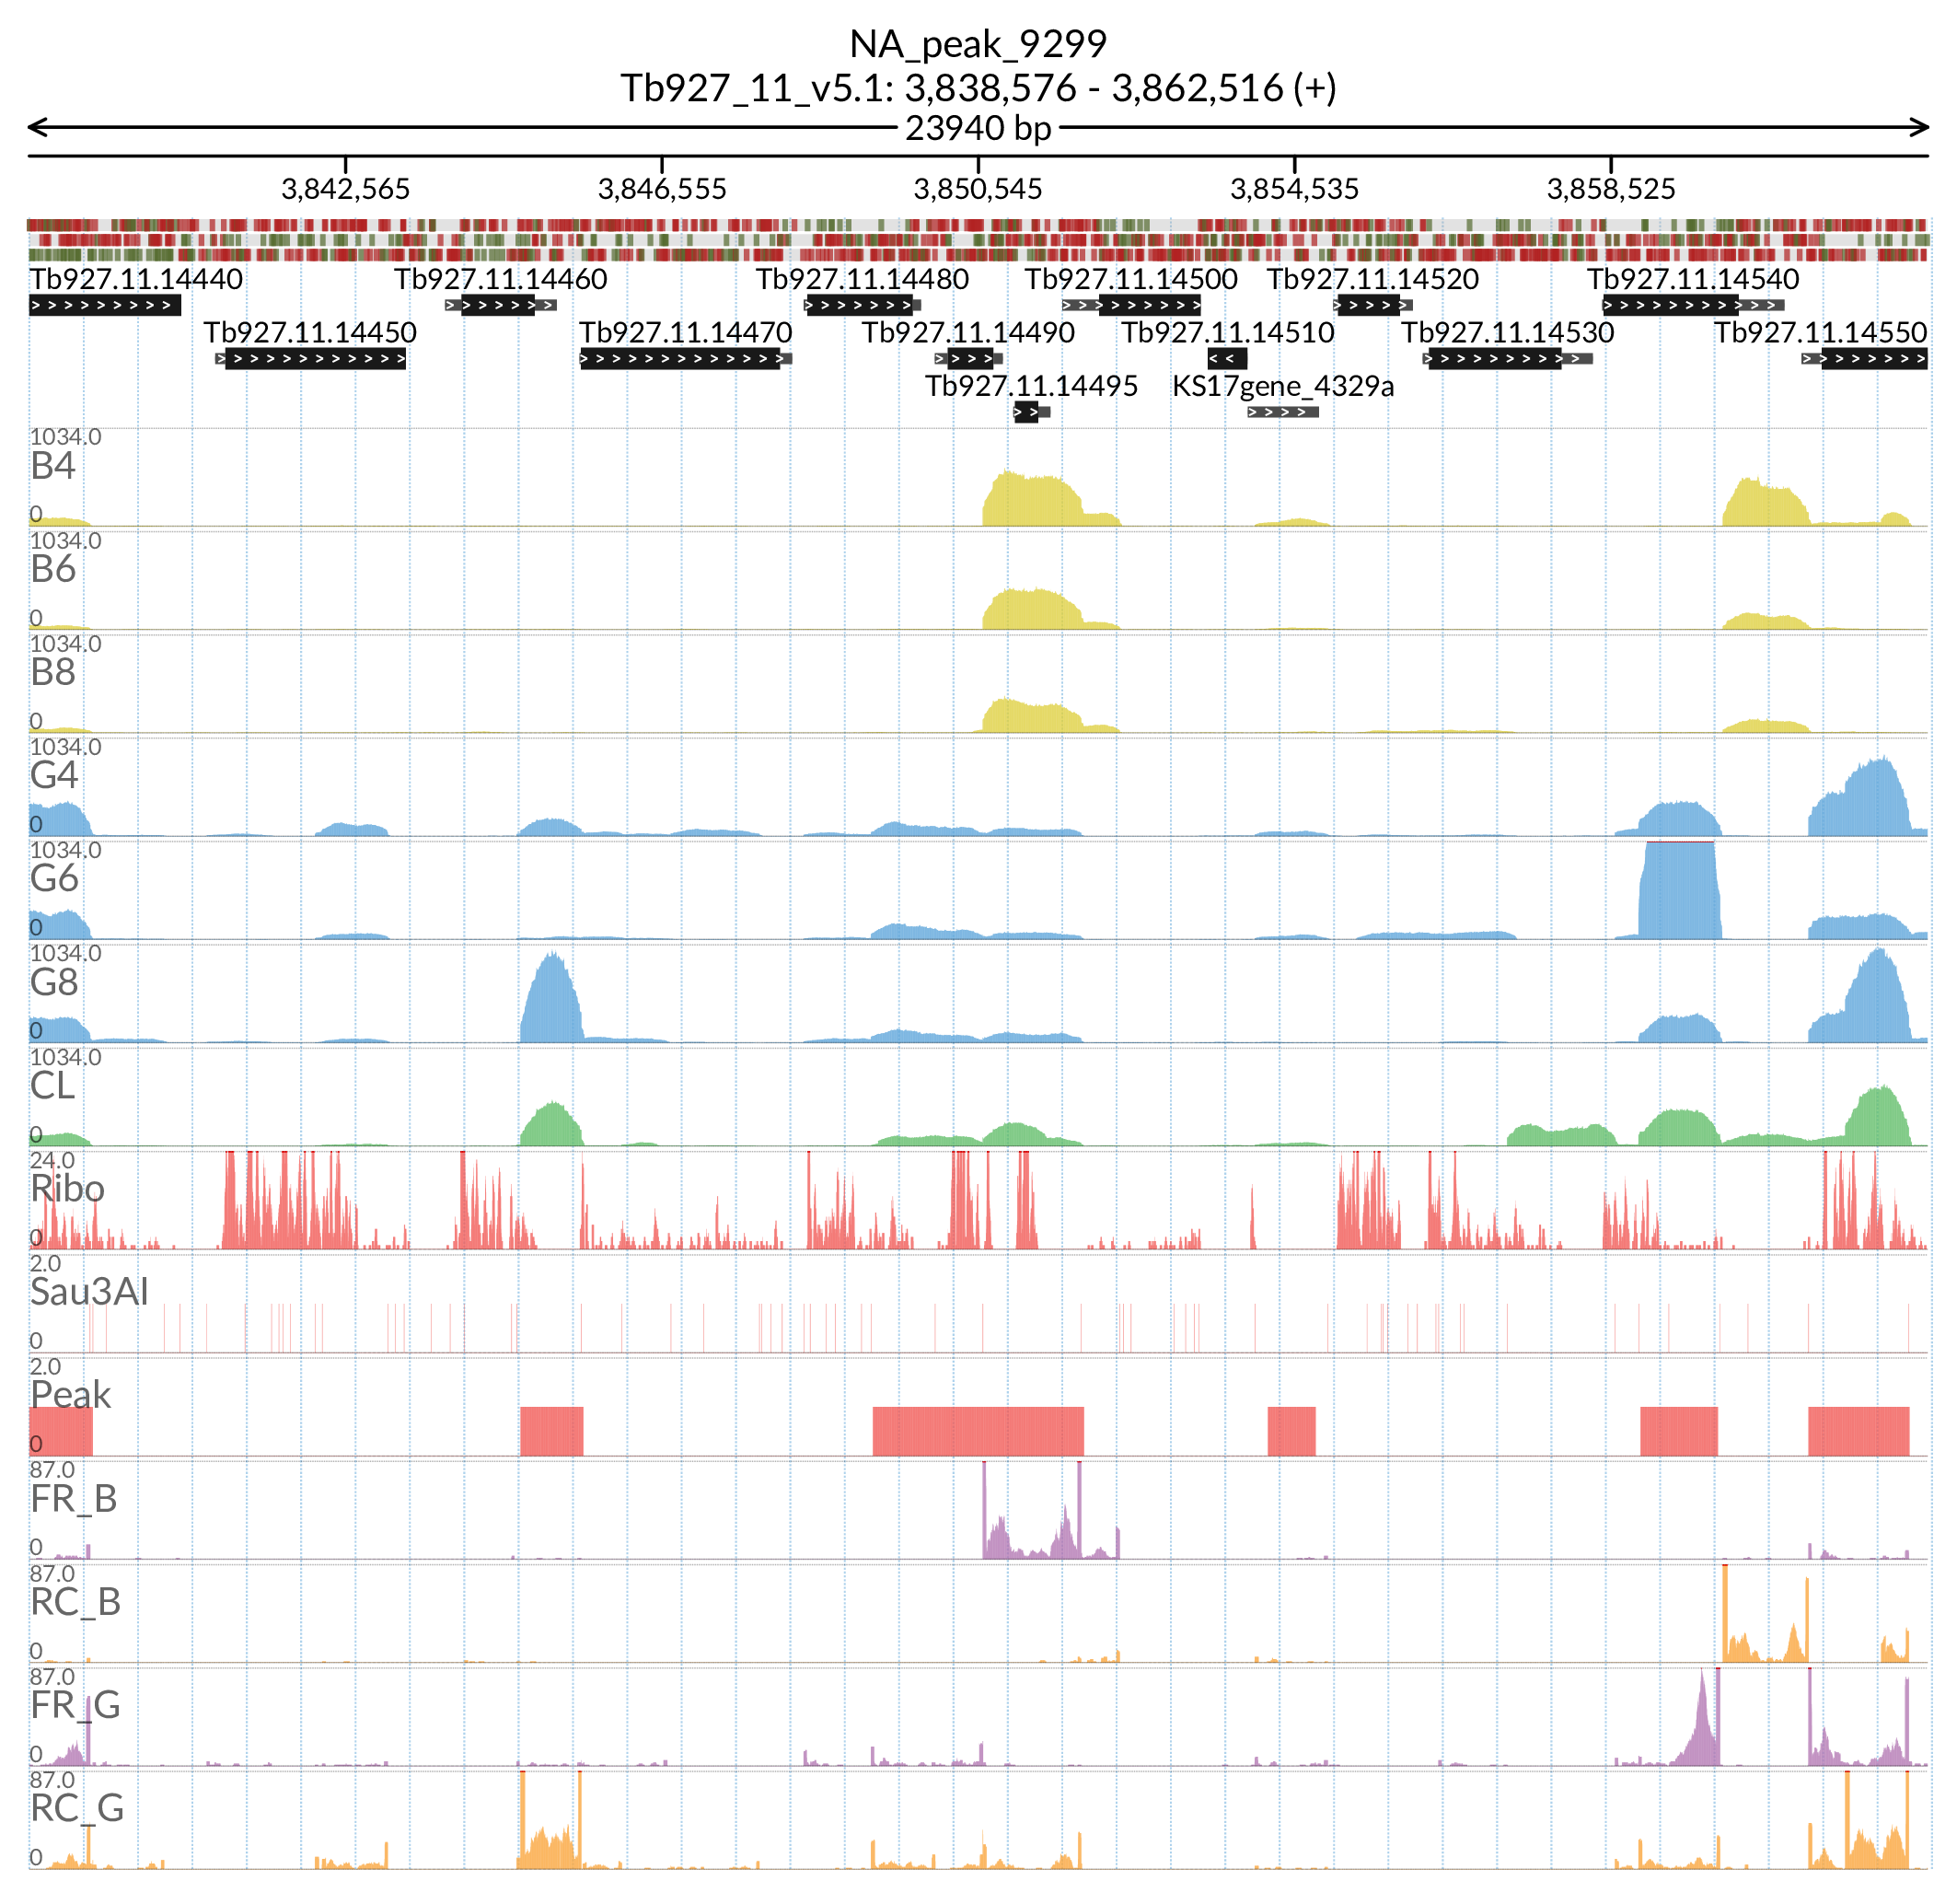 NA_peak_9299
Tb927_11_v5.1: 3,838,576 - 3,862,516 (+)
23940 bp
3,842,565 3,846,555 3,850,545 3,854,535 3,858,525
Tb927.11.14440 Tb927.11.14460 Tb927.11.14480 Tb927.11.14500 Tb927.11.14520 Tb927.11.14540
Tb927.11.14450 Tb927.11.14470 Tb927.11.14490 Tb927.11.14510 Tb927.11.14530 Tb927.11.14550
Tb927.11.14495 KS17gene_4329a
1034.0
B4
0
1034.0
B6
0
1034.0
B8
0
1034.0
G4
0
1034.0
G6
0
1034.0
G8
0
1034.0
CL
0
24.0
Ribo
0
2.0
Sau3AI
0
2.0
Peak
0
87.0
FR_B
0
87.0
RC_B
0
87.0
FR_G
0
87.0
RC_G
0